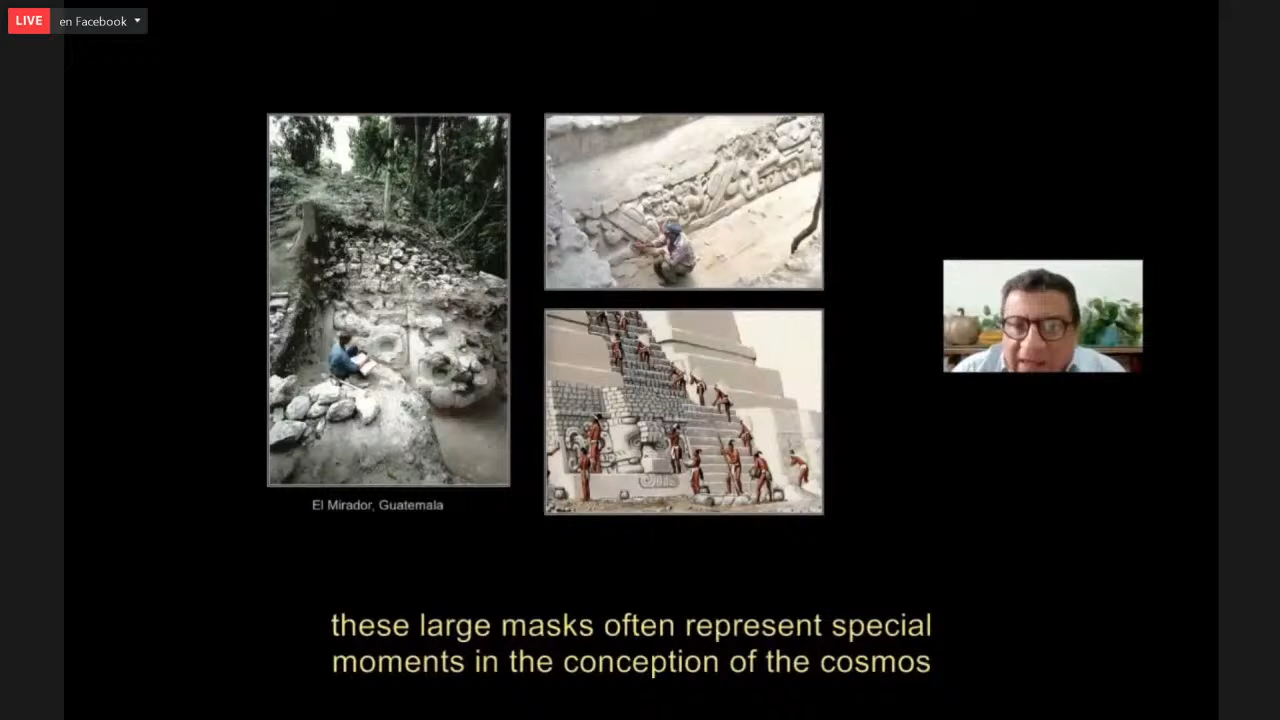 LIVE en Facebook
El Mirador, Guatemala
these large masks often represent special
moments in the conception of the cosmos